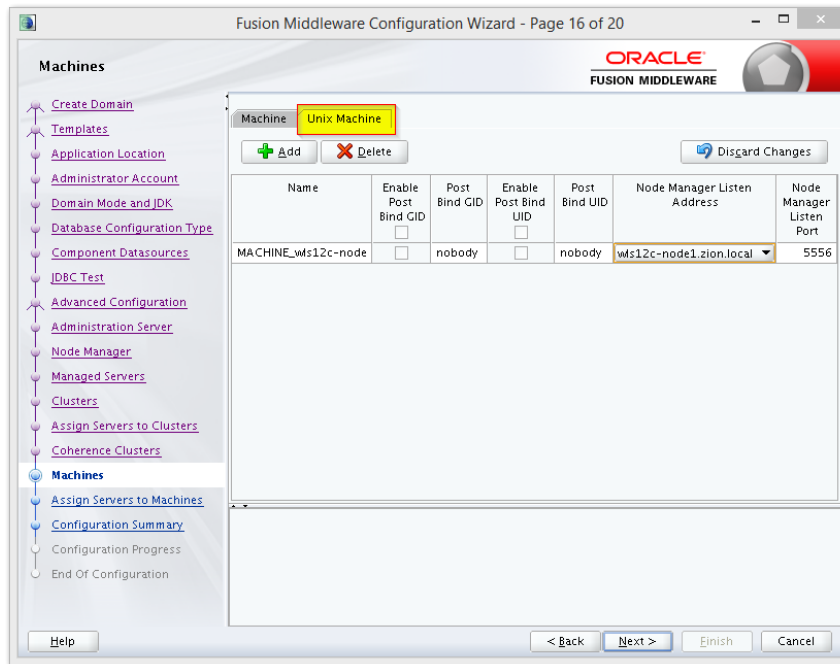 Fusion Middleware Configuration Wizard - Page 16 of 20
Machines
ORACLE
FUSION MIDDLEWARE
Create Domain
Templates
Application Location
Administrator Account
Domain Mode and JDK
Database Configuration Type
Component Datasources
JDBC Test
Advanced Configuration
Administration Server
Node Manager
Managed Servers
Clusters
Assign Servers to Clusters
Coherence Clusters
Machines
Assign Servers to Machines
Configuration Summary
Configuration Progress
End Of Configuration
Machine Unix Machine
Add Delete Discard Changes
Name
Enable Post Bind GID
Post Bind GID
Enable Post Bind UID
Post Bind UID
Node Manager Listen Address
Node Manager Listen Port
MACHINE_wls12c-node nobody nobody wls12c-node1.zion.local 5556
Help < Back Next > Finish Cancel